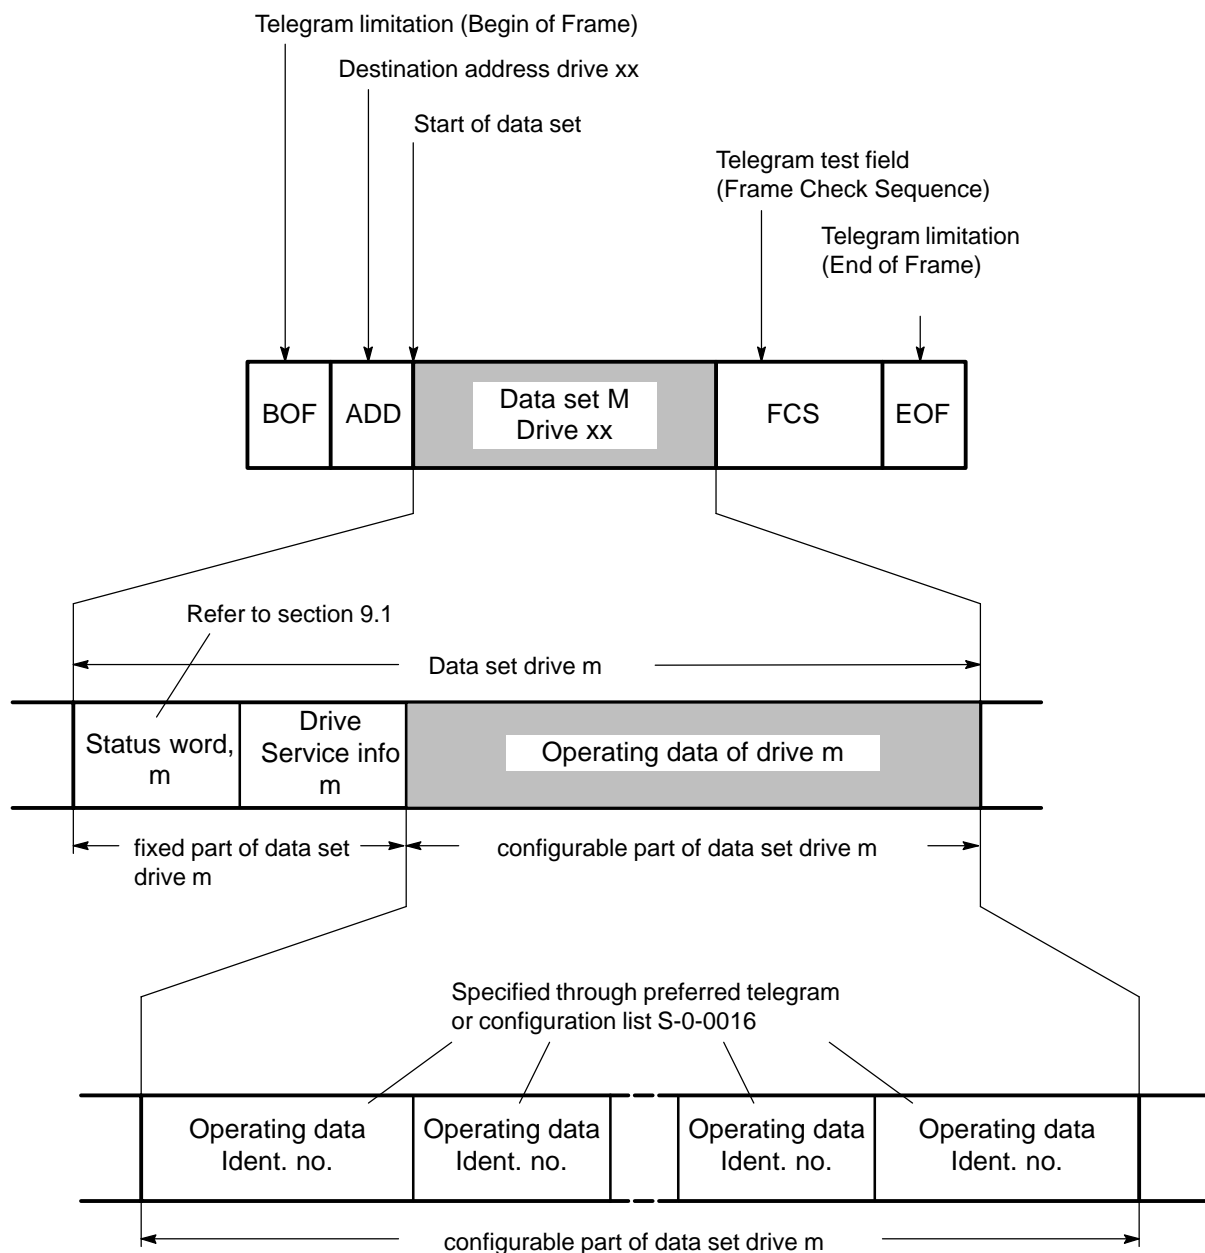 Telegram limitation (Begin of Frame)
Destination address drive xx
Start of data set
Telegram test field
(Frame Check Sequence)
Telegram limitation
(End of Frame)
BOF
ADD
Data set M
Drive xx
FCS
EOF
Refer to section 9.1
Data set drive m
Status word,
m
Drive
Service info
m
Operating data of drive m
fixed part of data set
drive m
configurable part of data set drive m
Specified through preferred telegram
or configuration list S-0-0016
Operating data
Ident. no.
Operating data
Ident. no.
Operating data
Ident. no.
Operating data
Ident. no.
configurable part of data set drive m